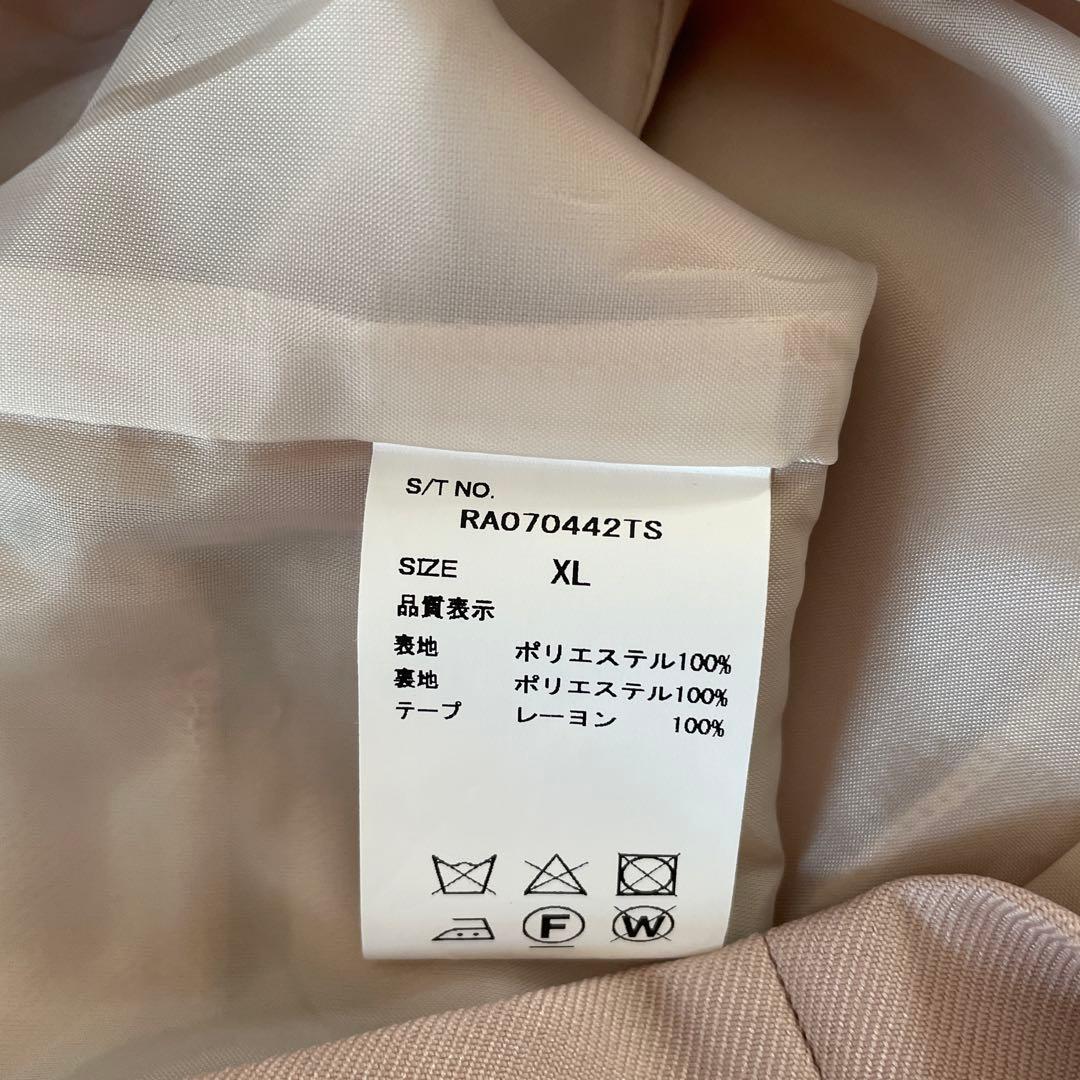 S/T NO.
RA070442TS
SIZE XL
品質表示
表地 ポリエステル100%
裏地 ポリエステル100%
テープ レーヨン 100%
F W